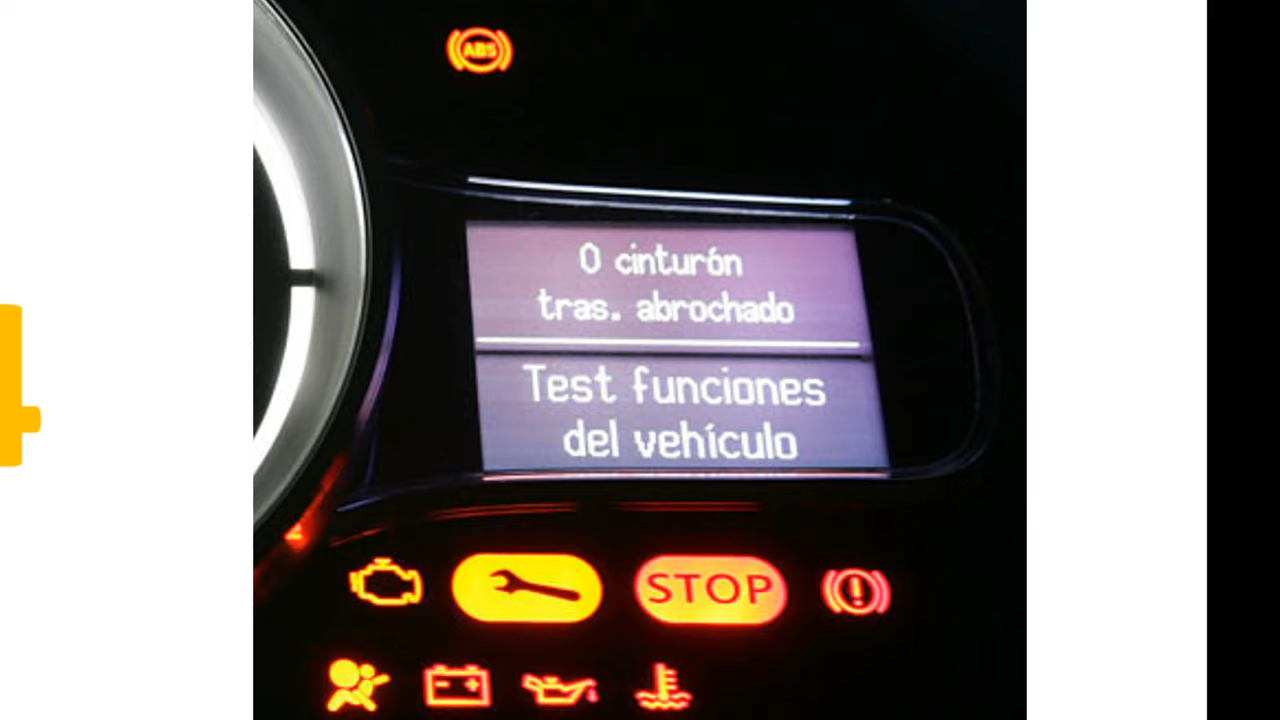 ABS
0 cinturón
tras. abrochado
Test funciones
del vehículo
STOP